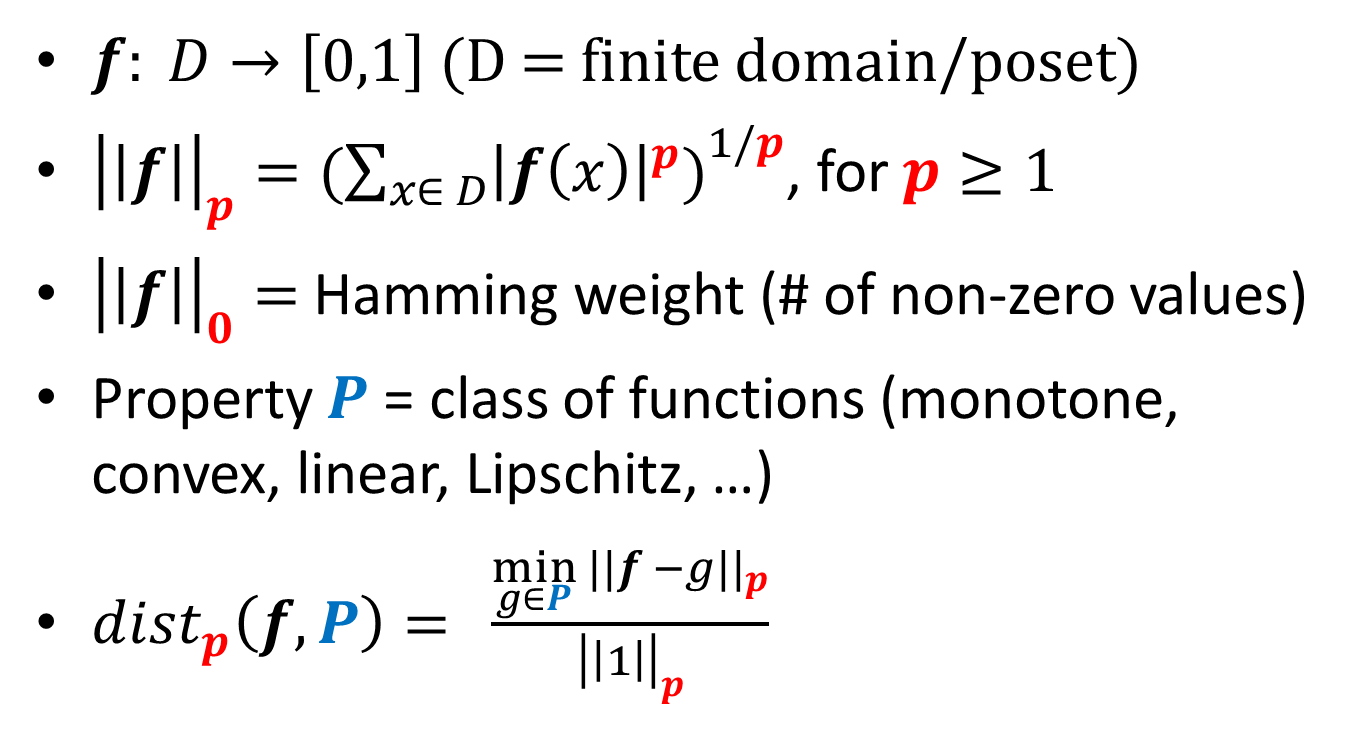 • f: D → [0,1] (D = finite domain/poset)
• ||f||_p = (∑_{x∈ D}|f(x)|^p)^{1/p}, for p ≥ 1
• ||f||_0 = Hamming weight (# of non-zero values)
• Property P = class of functions (monotone,
convex, linear, Lipschitz, …)
• dist_p(f, P) = \frac{\min_{g∈P} ||f − g||_p}{||1||_p}